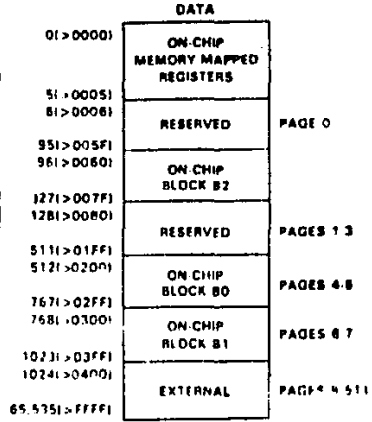 DATA
0(>0000)
ON-CHIP
MEMORY MAPPED
REGISTERS
5(>0005)
6(>0006)
RESERVED
PAGE 0
95(>005F)
96(>0060)
ON-CHIP
BLOCK B2
127(>007F)
128(>0080)
RESERVED
PAGES 1-3
511(>01FF)
512(>0200)
ON-CHIP
BLOCK B0
PAGES 4-5
767(>02FF)
768(>0300)
ON-CHIP
BLOCK B1
PAGES 6-7
1023(>03FF)
1024(>0400)
EXTERNAL
PAGES 8-511
65,535(>FFFF)